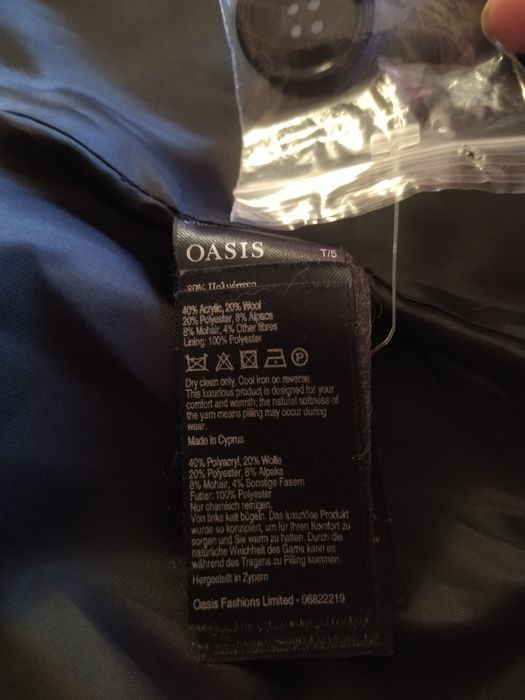 OASIS
T/5
80%
40% Acrylic, 20% Wool
20% Polyester, 8% Alpaca
8% Mohair, 4% Other fibres
Lining: 100% Polyester
P
Dry clean only. Cool iron on reverse.
This luxurious product is designed for your
comfort and warmth; the natural softness of
the yarn means pilling may occur during
wear.
Made in Cyprus
40% Polyacryl, 20% Wolle
20% Polyester, 8% Alpaka
8% Mohair, 4% Sonstige Fasern
Futter: 100% Polyester
Nur chemisch reinigen.
Von links kalt bügeln. Das luxuriöse Produkt
wurde so konzipiert, um für Ihren Komfort zu
sorgen und Sie warm zu halten. Durch die
natürliche Weichheit des Garns kann es
während des Tragens zu Pilling kommen.
Hergestellt in Zypern
Oasis Fashions Limited - 06822219